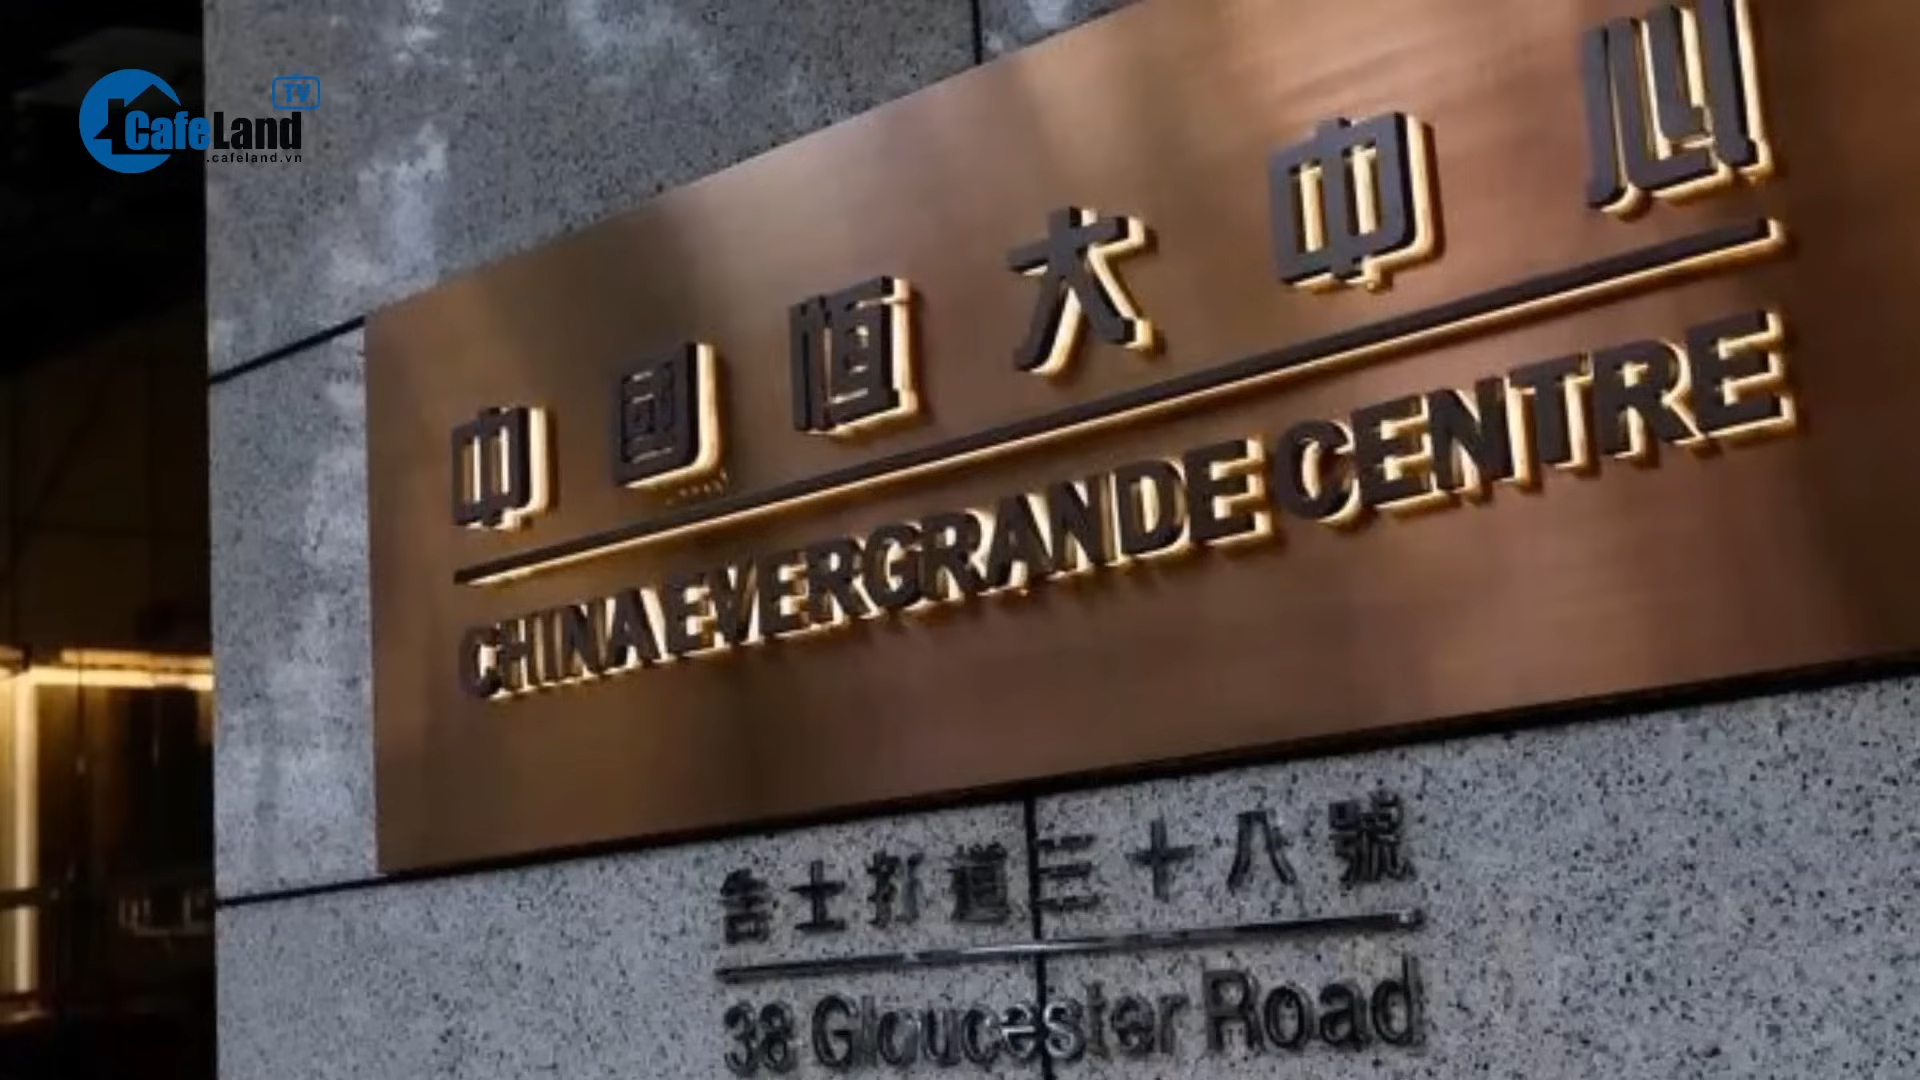 TV
CafeLand
www.cafeland.vn
中國恒大中心
CHINA EVERGRANDE CENTRE
告士打道三十八號
38 Gloucester Road